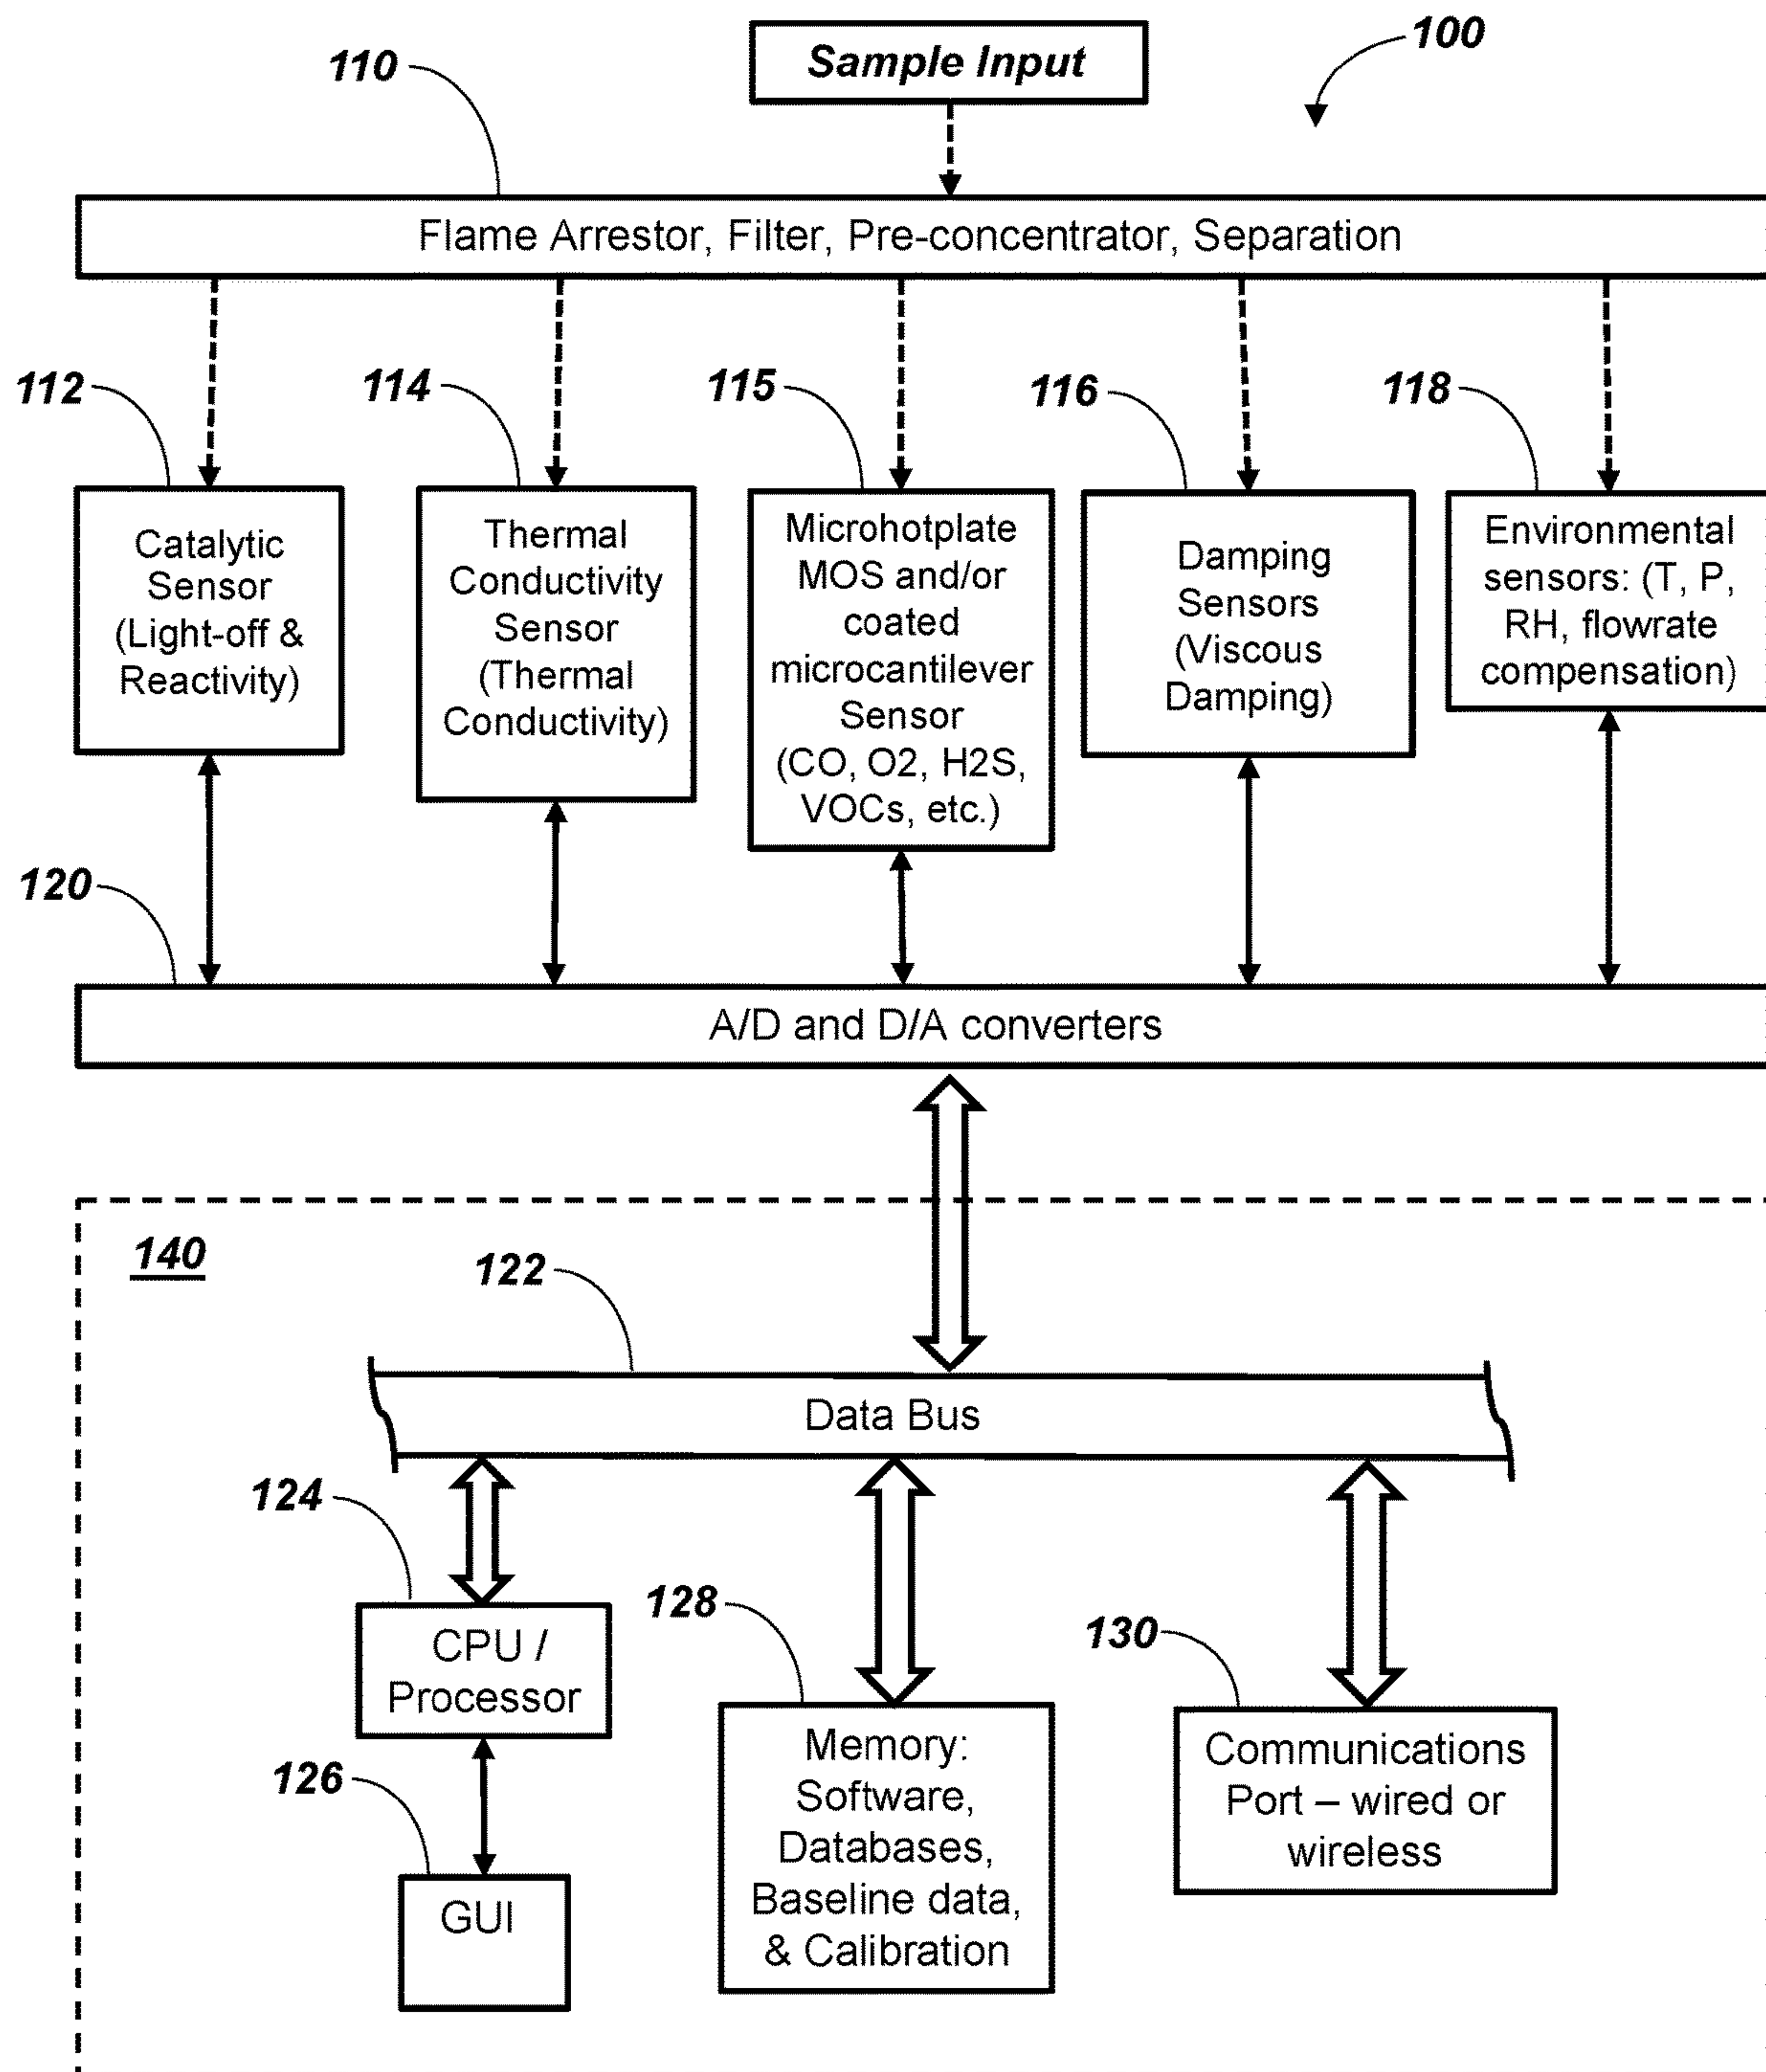 Sample Input
100
110
Flame Arrestor, Filter, Pre-concentrator, Separation
112
114
115
116
118
Catalytic
Sensor
(Light-off &
Reactivity)
Thermal
Conductivity
Sensor
(Thermal
Conductivity)
Microhotplate
MOS and/or
coated
microcantilever
Sensor
(CO, O2, H2S,
VOCs, etc.)
Damping
Sensors
(Viscous
Damping)
Environmental
sensors: (T, P,
RH, flowrate
compensation)
120
A/D and D/A converters
140
122
Data Bus
124
CPU /
Processor
126
GUI
128
Memory:
Software,
Databases,
Baseline data,
& Calibration
130
Communications
Port – wired or
wireless